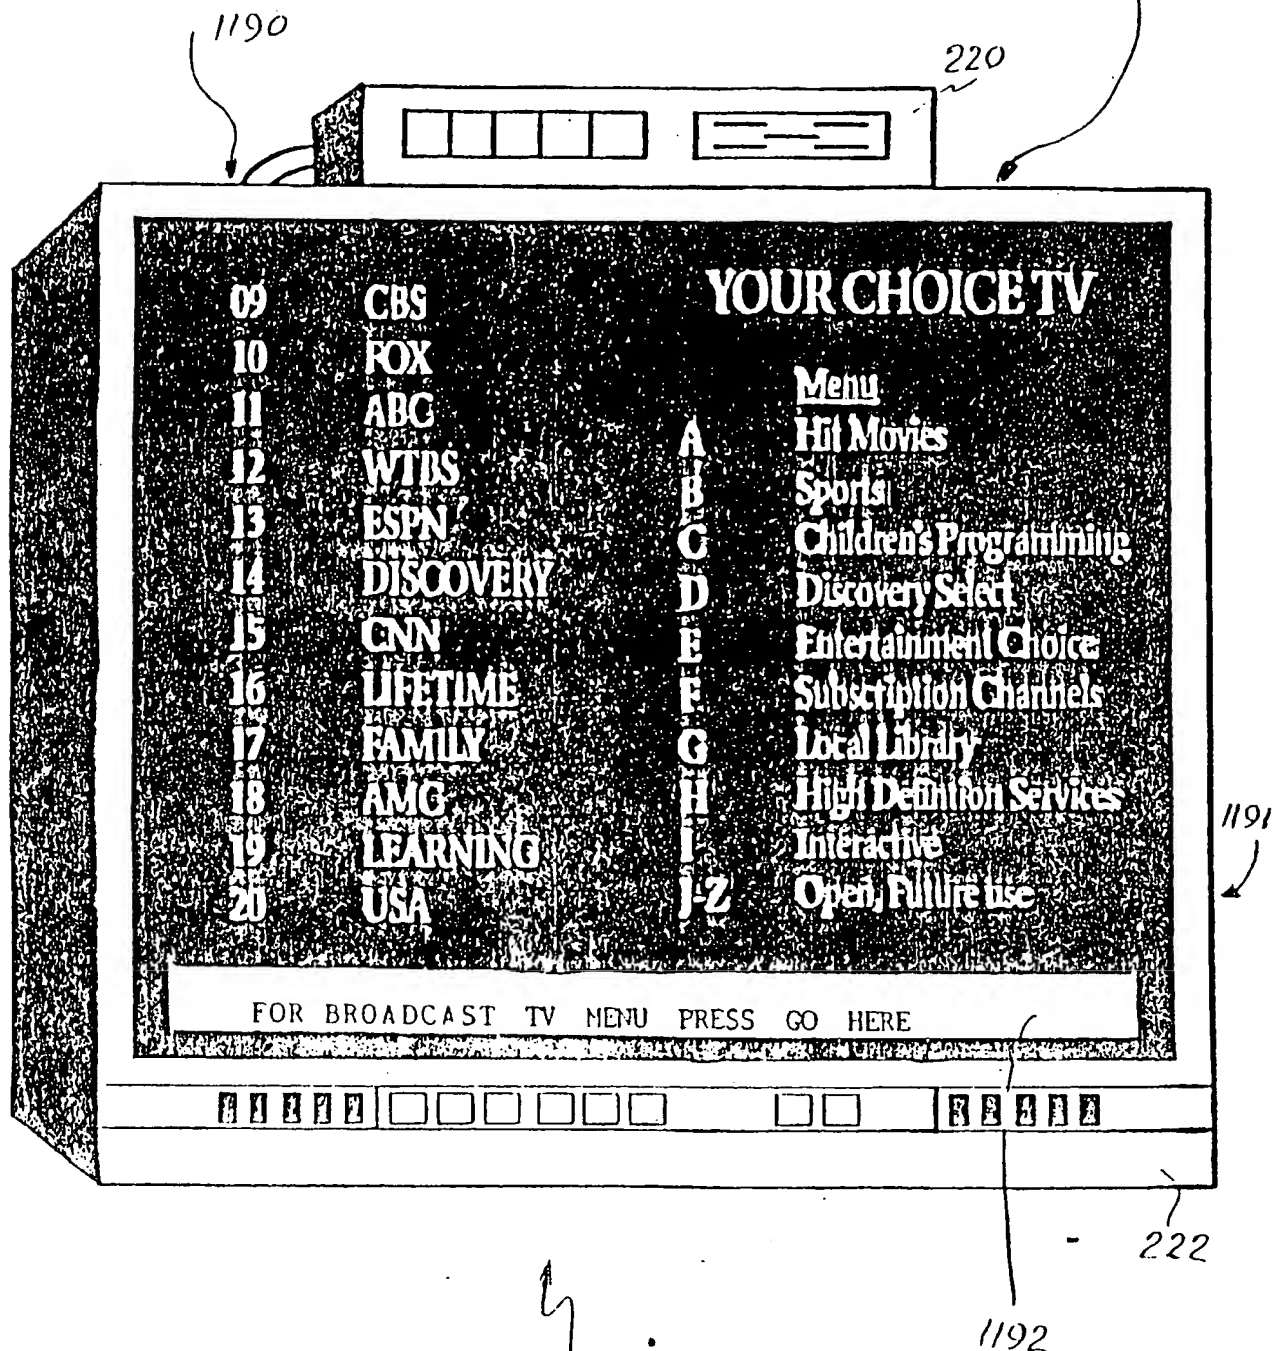 1190
220
YOUR CHOICE TV
09 CBS
10 FOX
11 ABC
12 WTBS
13 ESPN
14 DISCOVERY
15 CNN
16 LIFETIME
17 FAMILY
18 AMC
19 LEARNING
20 USA
Menu
A Hit Movies
B Sports
C Children's Programming
D Discovery Select
E Entertainment Choice
F Subscription Channels
G Local Library
H High Definition Services
I Interactive
J-Z Open, Future use
1191
FOR BROADCAST TV MENU PRESS GO HERE
222
1192